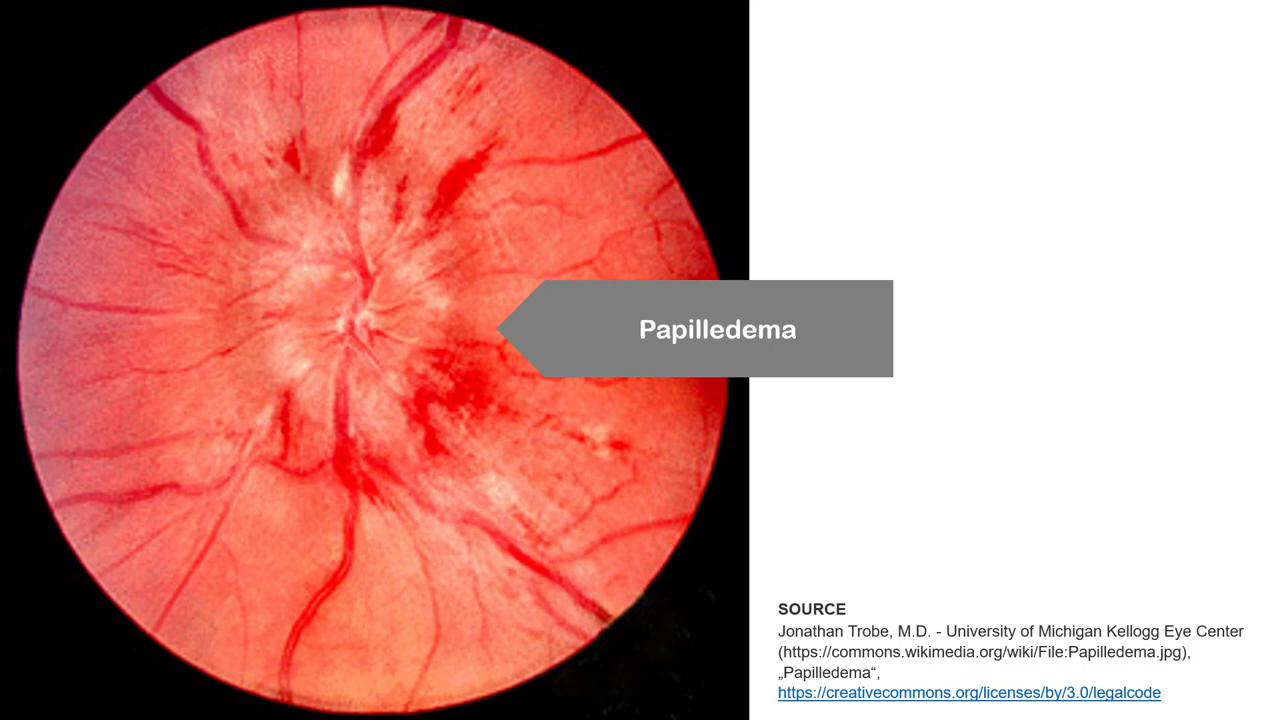 Papilledema
SOURCE
Jonathan Trobe, M.D. - University of Michigan Kellogg Eye Center
(https://commons.wikimedia.org/wiki/File:Papilledema.jpg),
„Papilledema“,
https://creativecommons.org/licenses/by/3.0/legalcode